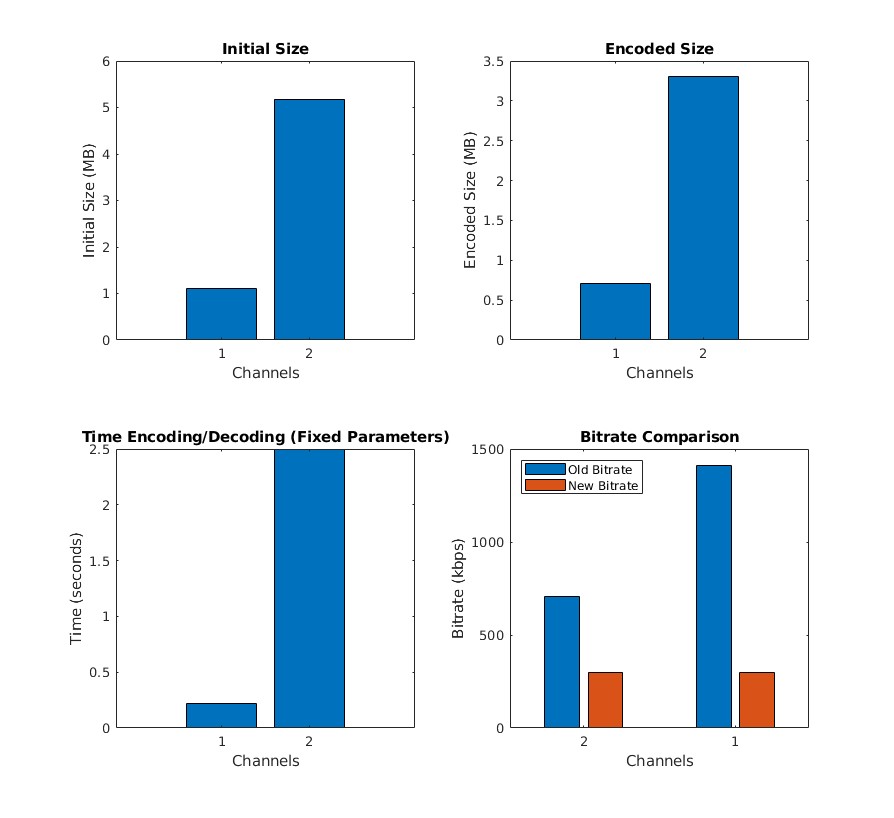 Initial Size
6
5
4
3
2
1
0
Initial Size (MB)
1 2
Channels
Encoded Size
3.5
3
2.5
2
1.5
1
0.5
0
Encoded Size (MB)
1 2
Channels
Time Encoding/Decoding (Fixed Parameters)
2.5
2
1.5
1
0.5
0
Time (seconds)
1 2
Channels
Bitrate Comparison
Old Bitrate
New Bitrate
1500
1000
500
0
Bitrate (kbps)
2 1
Channels